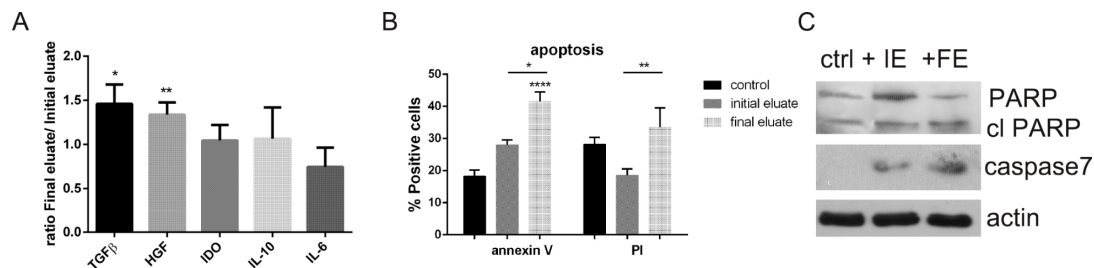 A
ratio Final eluate/ Initial eluate
2.0
1.5
1.0
0.5
0.0
*
**
TGFβ
HGF
IDO
IL-10
IL-6
B
apoptosis
% Positive cells
50
40
30
20
10
0
*
****
**
annexin V
PI
control
initial eluate
final eluate
C
ctrl + IE +FE
PARP
cl PARP
caspase7
actin